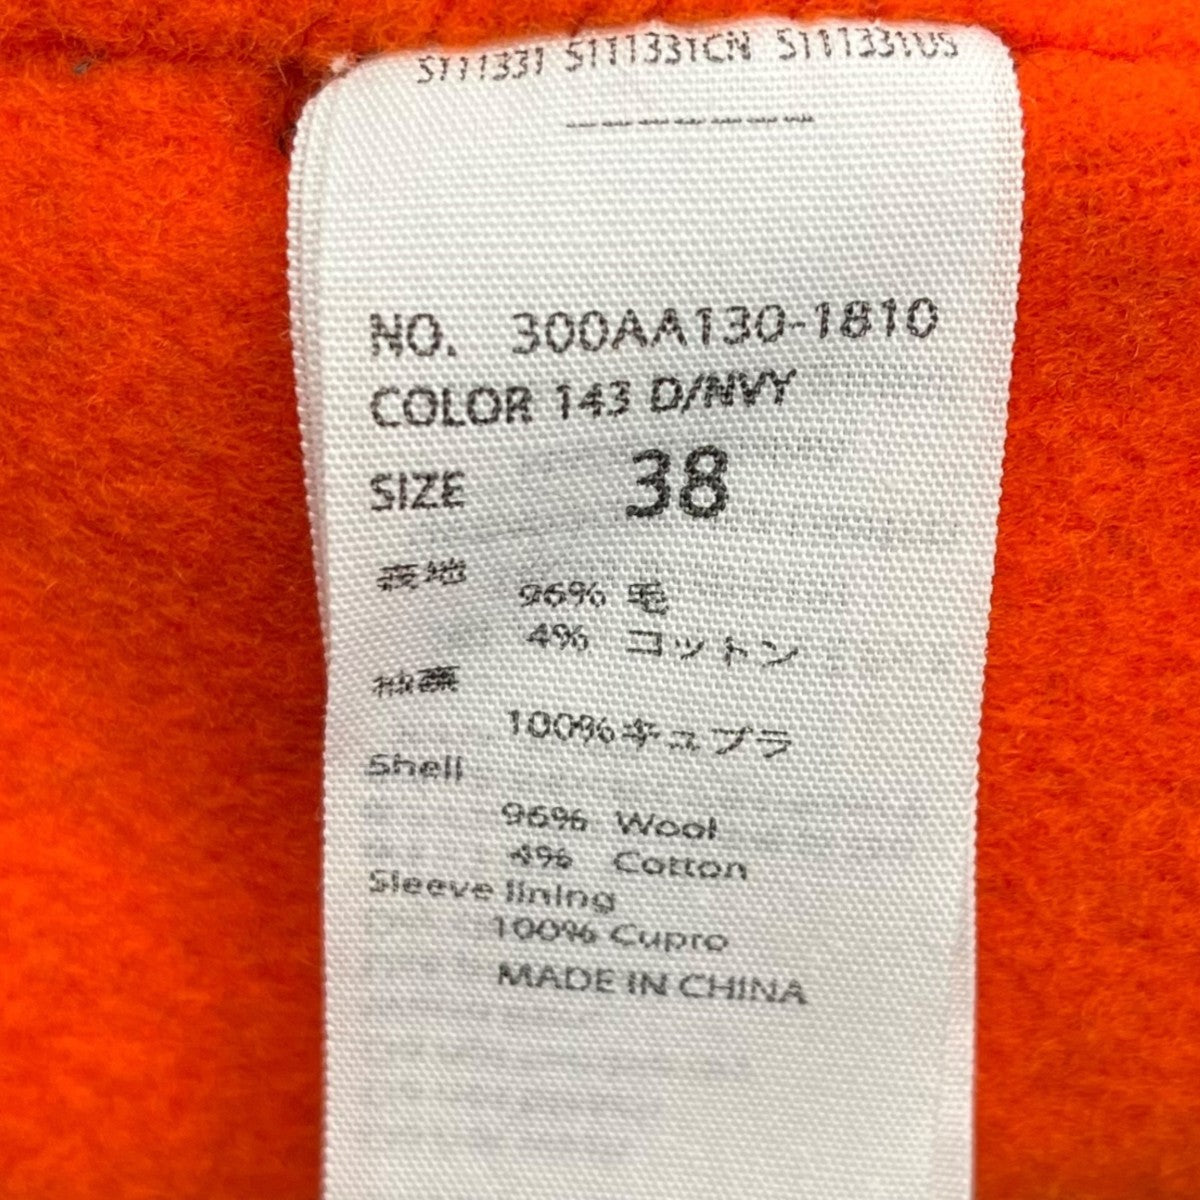 S111331 S111331CN S111331US
NO. 300AA130-1810
COLOR 143 D/NVY
SIZE 38
表地
96% 毛
4% コットン
袖裏
100%キュプラ
Shell
96% Wool
4% Cotton
Sleeve lining
100% Cupro
MADE IN CHINA